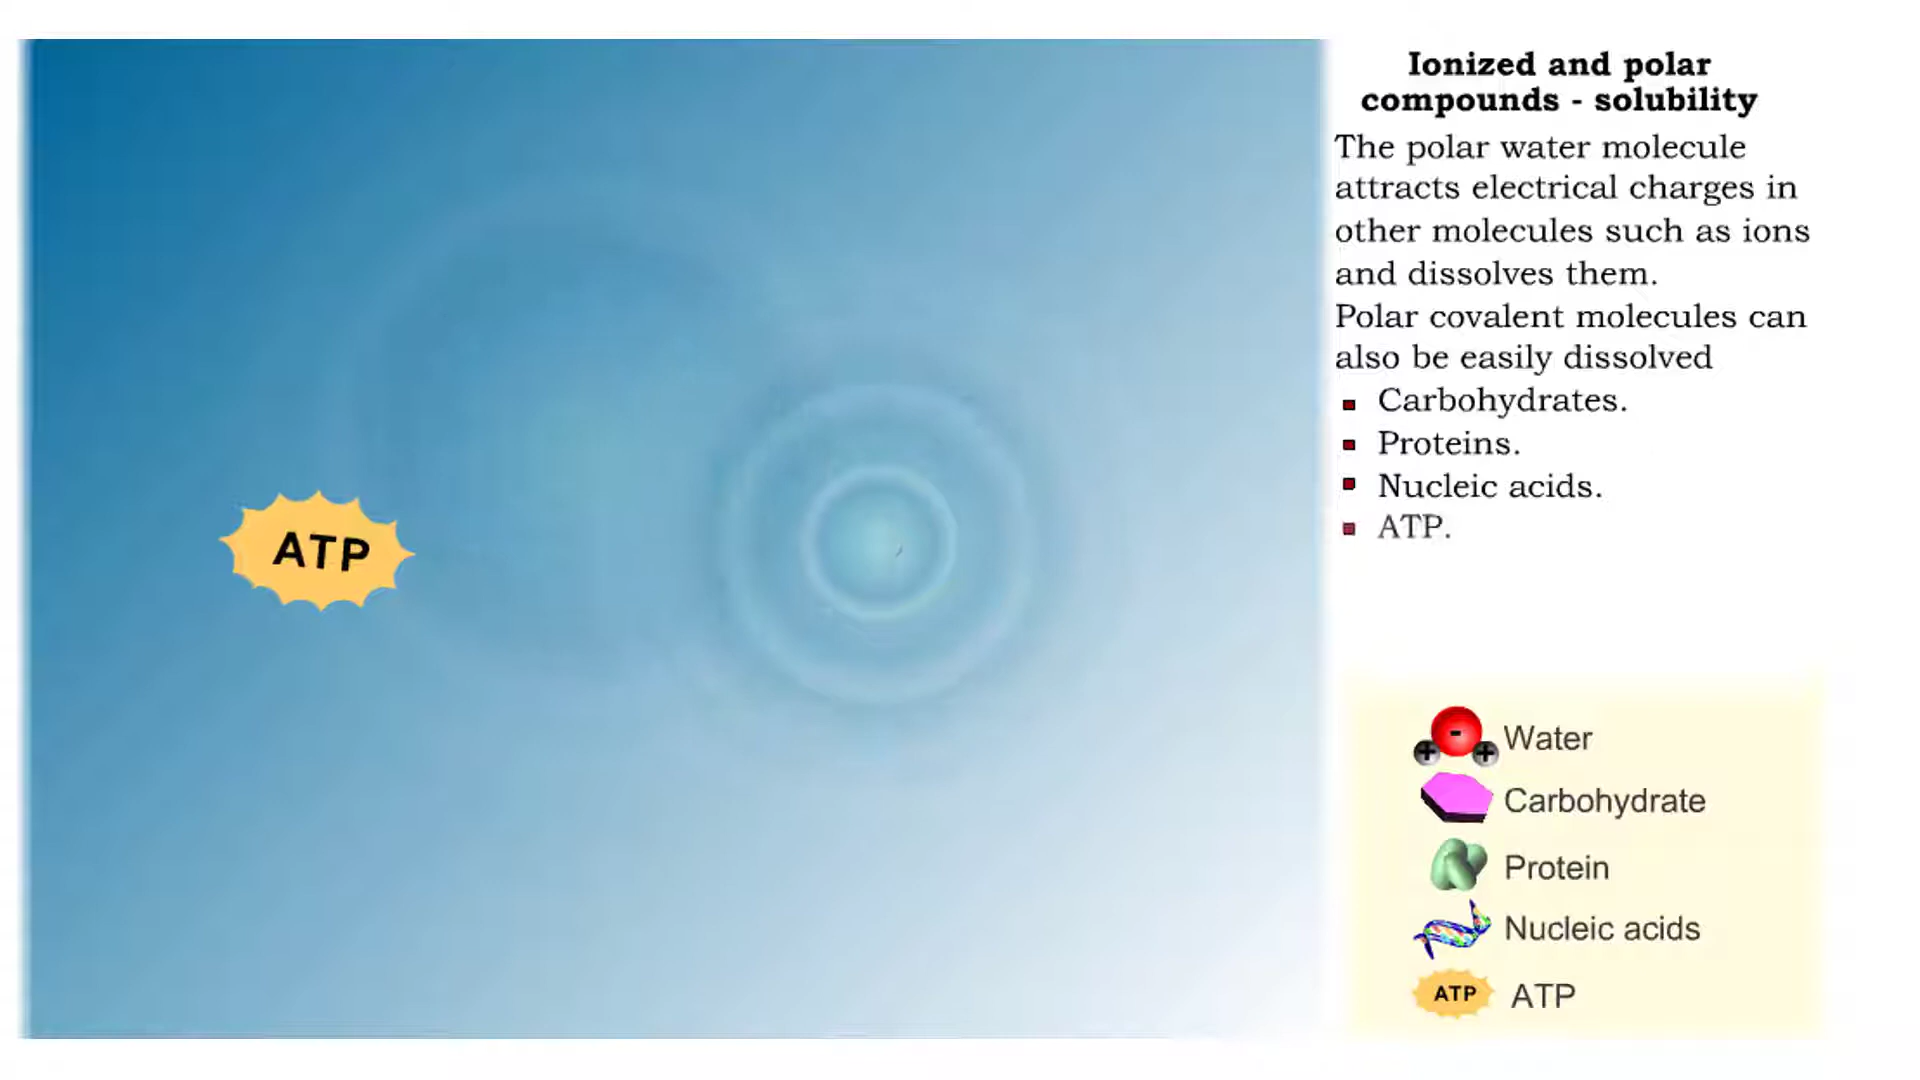 Ionized and polar
compounds - solubility
The polar water molecule
attracts electrical charges in
other molecules such as ions
and dissolves them.
Polar covalent molecules can
also be easily dissolved
Carbohydrates.
Proteins.
Nucleic acids.
ATP.
ATP
- + + Water
Carbohydrate
Protein
Nucleic acids
ATP ATP